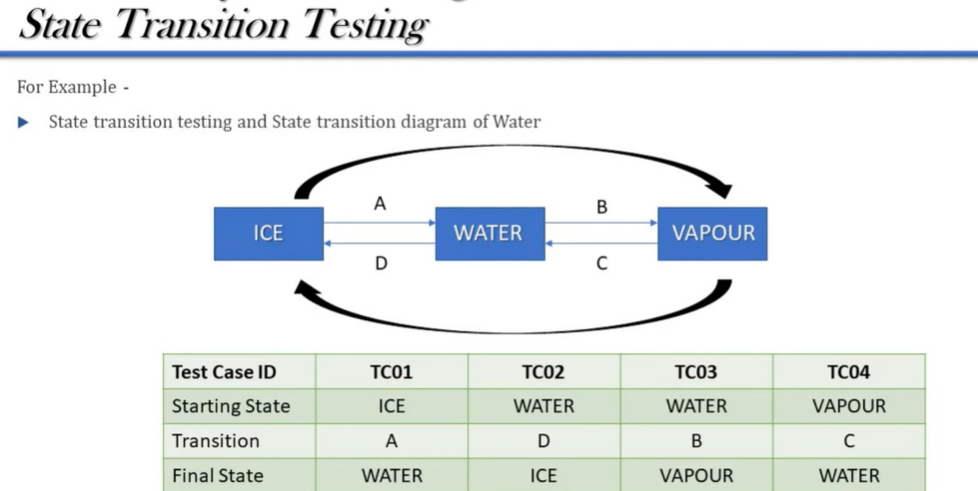 State Transition Testing
For Example -
State transition testing and State transition diagram of Water
A B
ICE WATER VAPOUR
D C
Test Case ID TC01 TC02 TC03 TC04
Starting State ICE WATER WATER VAPOUR
Transition A D B C
Final State WATER ICE VAPOUR WATER